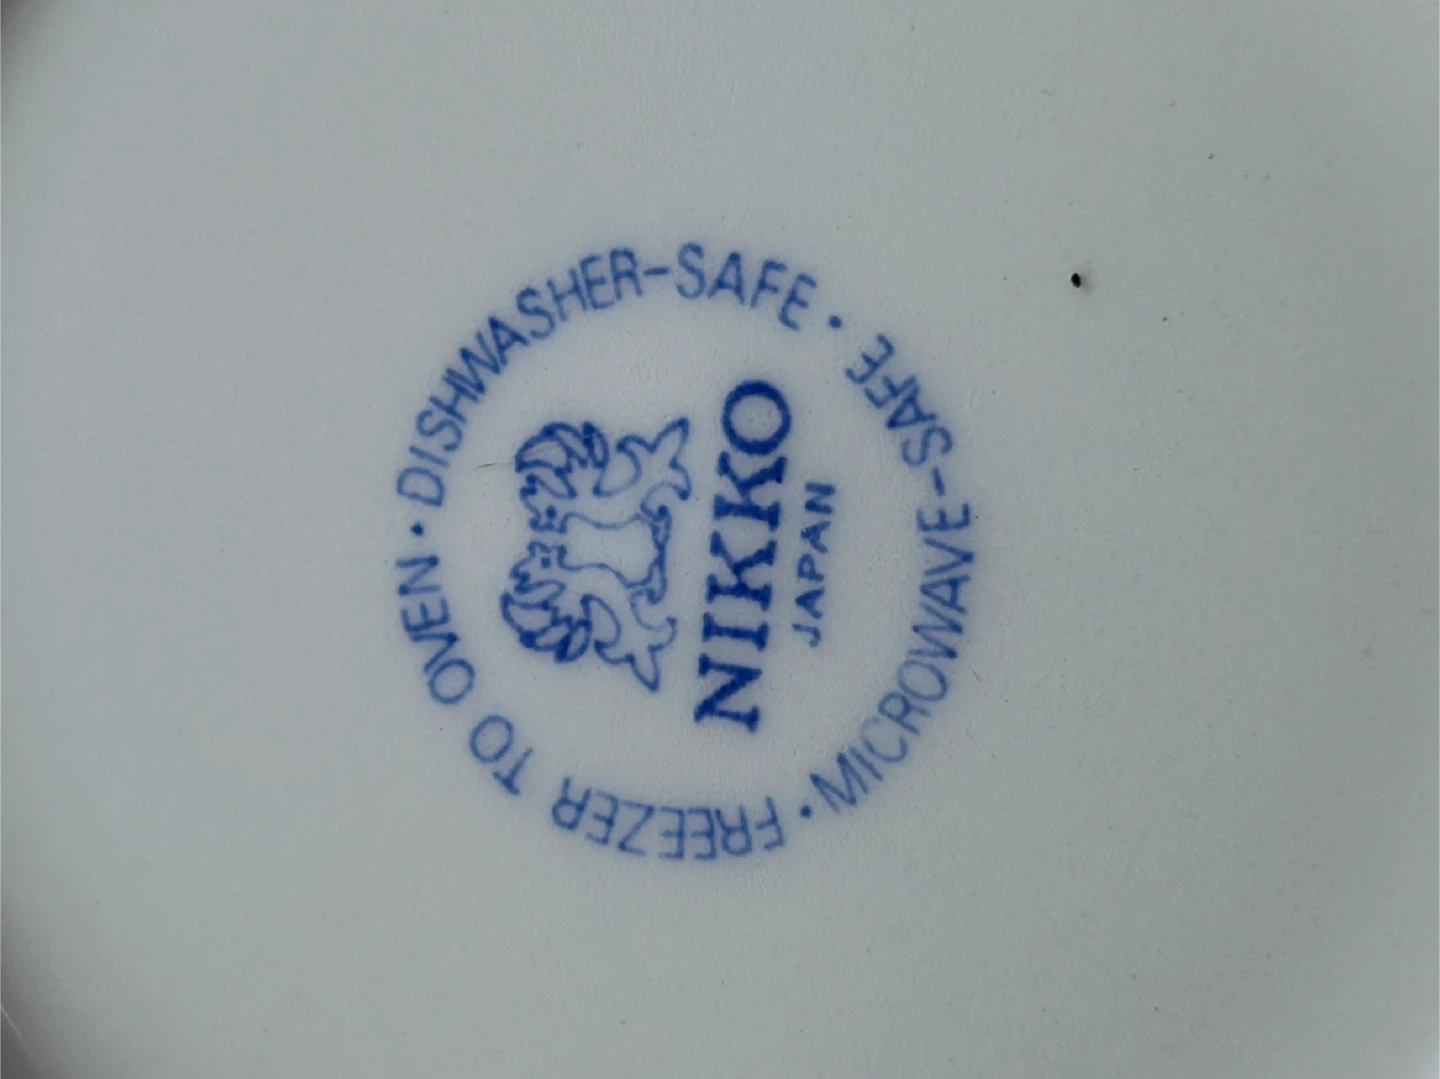 FREEZER TO OVEN · DISHWASHER-SAFE · MICROWAVE-SAFE ·
NIKKO
JAPAN